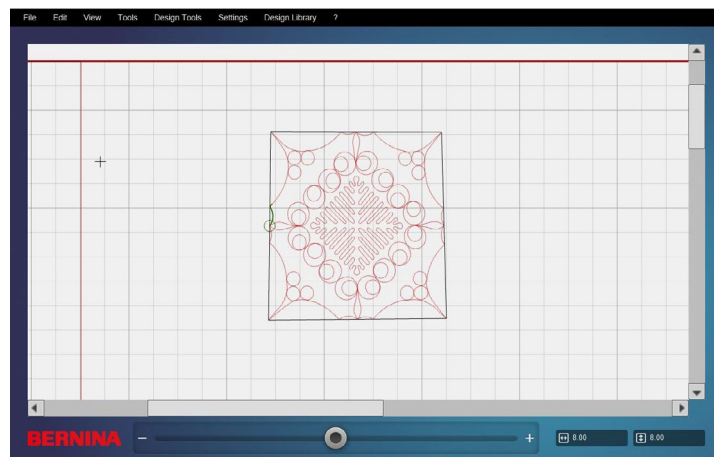 File Edit View Tools Design Tools Settings Design Library ?
BERNINA - + 8.00 8.00